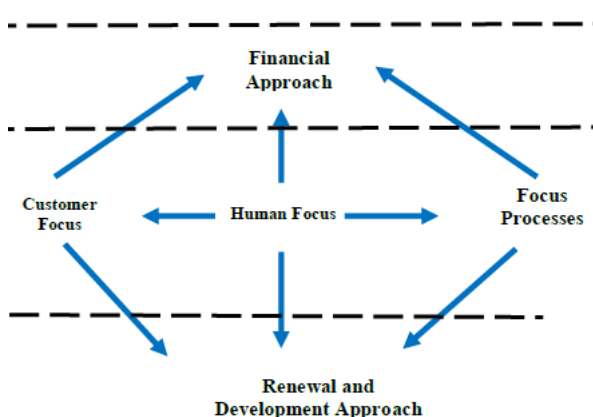 Financial
Approach
Customer
Focus
Human Focus
Focus
Processes
Renewal and
Development Approach